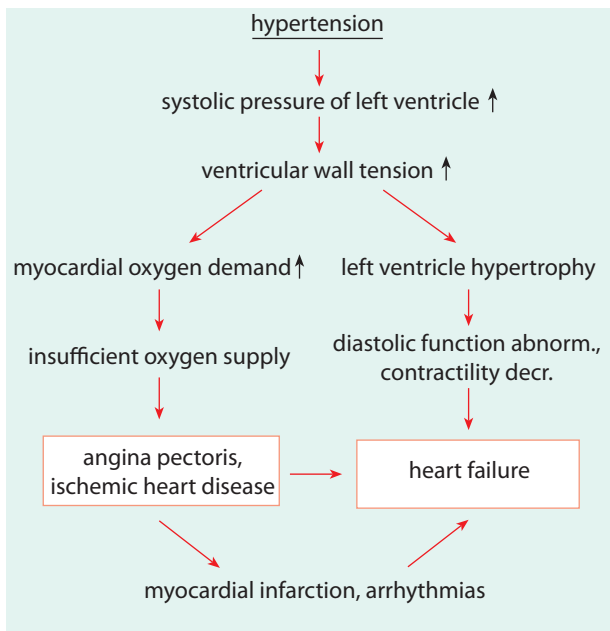 hypertension
systolic pressure of left ventricle ↑
ventricular wall tension ↑
myocardial oxygen demand ↑
left ventricle hypertrophy
insufficient oxygen supply
diastolic function abnorm.,
contractility decr.
angina pectoris,
ischemic heart disease
heart failure
myocardial infarction, arrhythmias